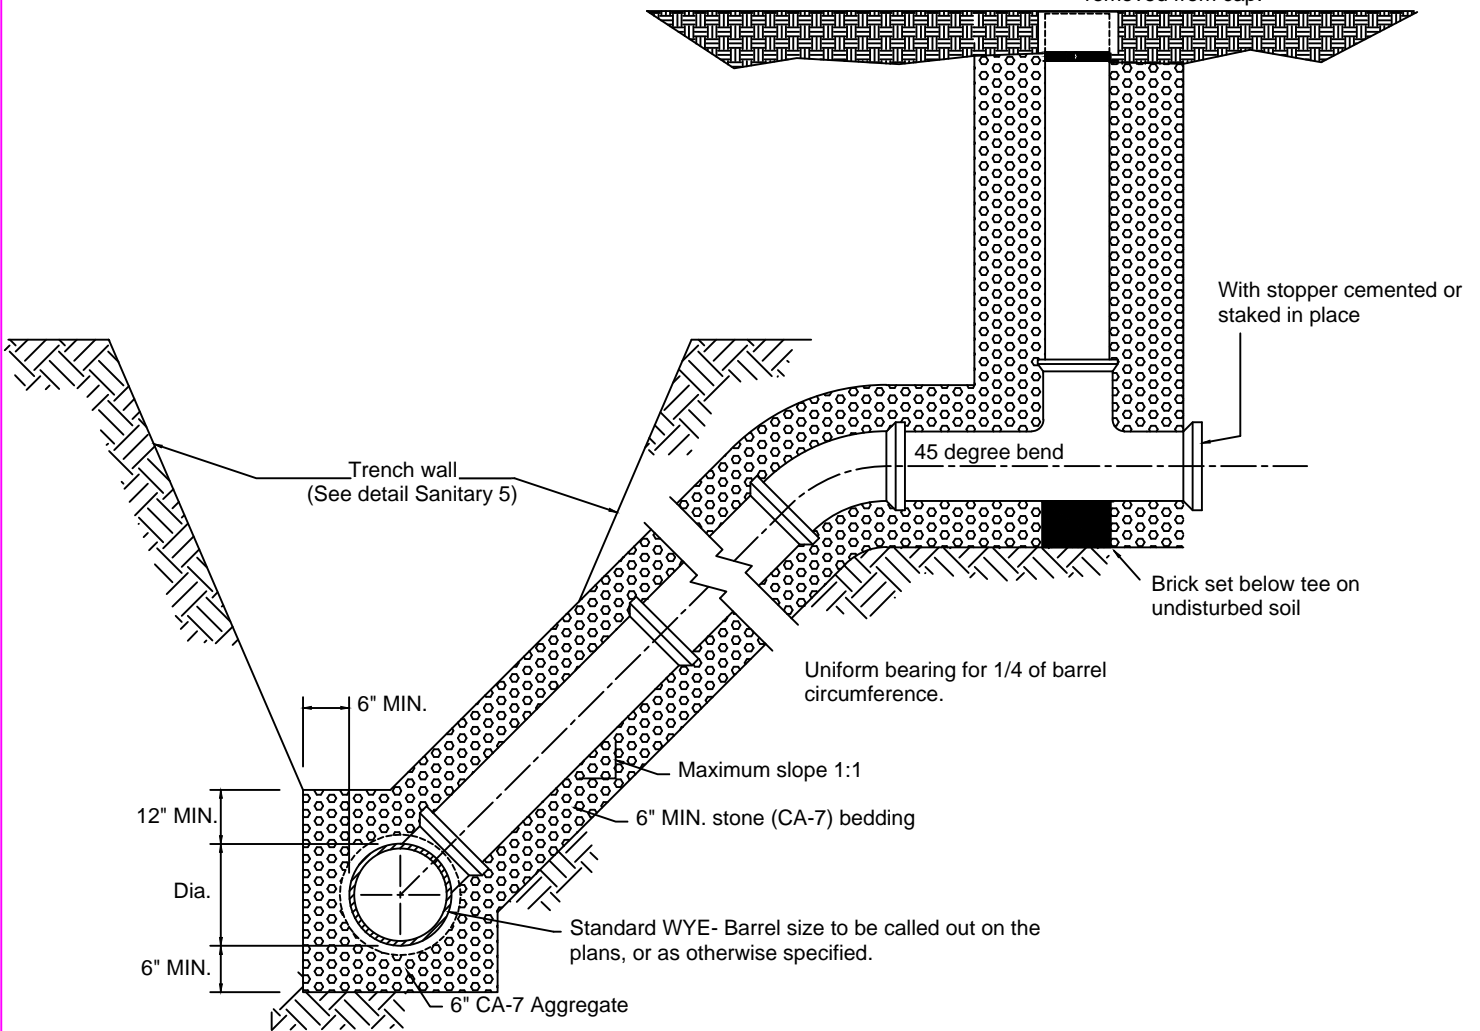 removed from cap.
With stopper cemented or
staked in place
45 degree bend
Trench wall
(See detail Sanitary 5)
Brick set below tee on
undisturbed soil
Uniform bearing for 1/4 of barrel
circumference.
6" MIN.
Maximum slope 1:1
12" MIN.
6" MIN. stone (CA-7) bedding
Dia.
Standard WYE- Barrel size to be called out on the
plans, or as otherwise specified.
6" MIN.
6" CA-7 Aggregate